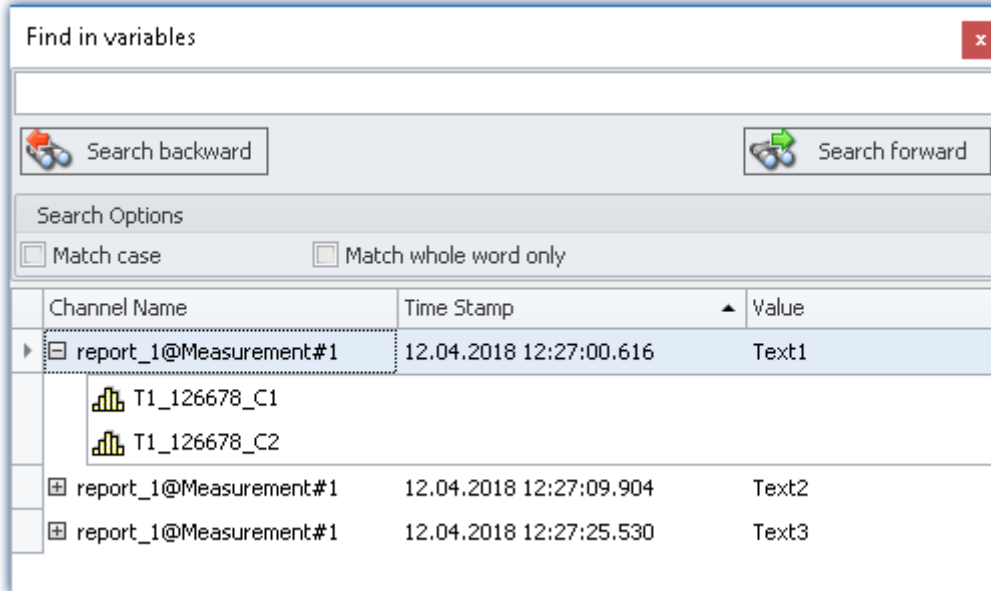 Find in variables
x
Search backward Search forward
Search Options
Match case Match whole word only
Channel Name Time Stamp Value
report_1@Measurement#1 12.04.2018 12:27:00.616 Text1
T1_126678_C1
T1_126678_C2
report_1@Measurement#1 12.04.2018 12:27:09.904 Text2
report_1@Measurement#1 12.04.2018 12:27:25.530 Text3